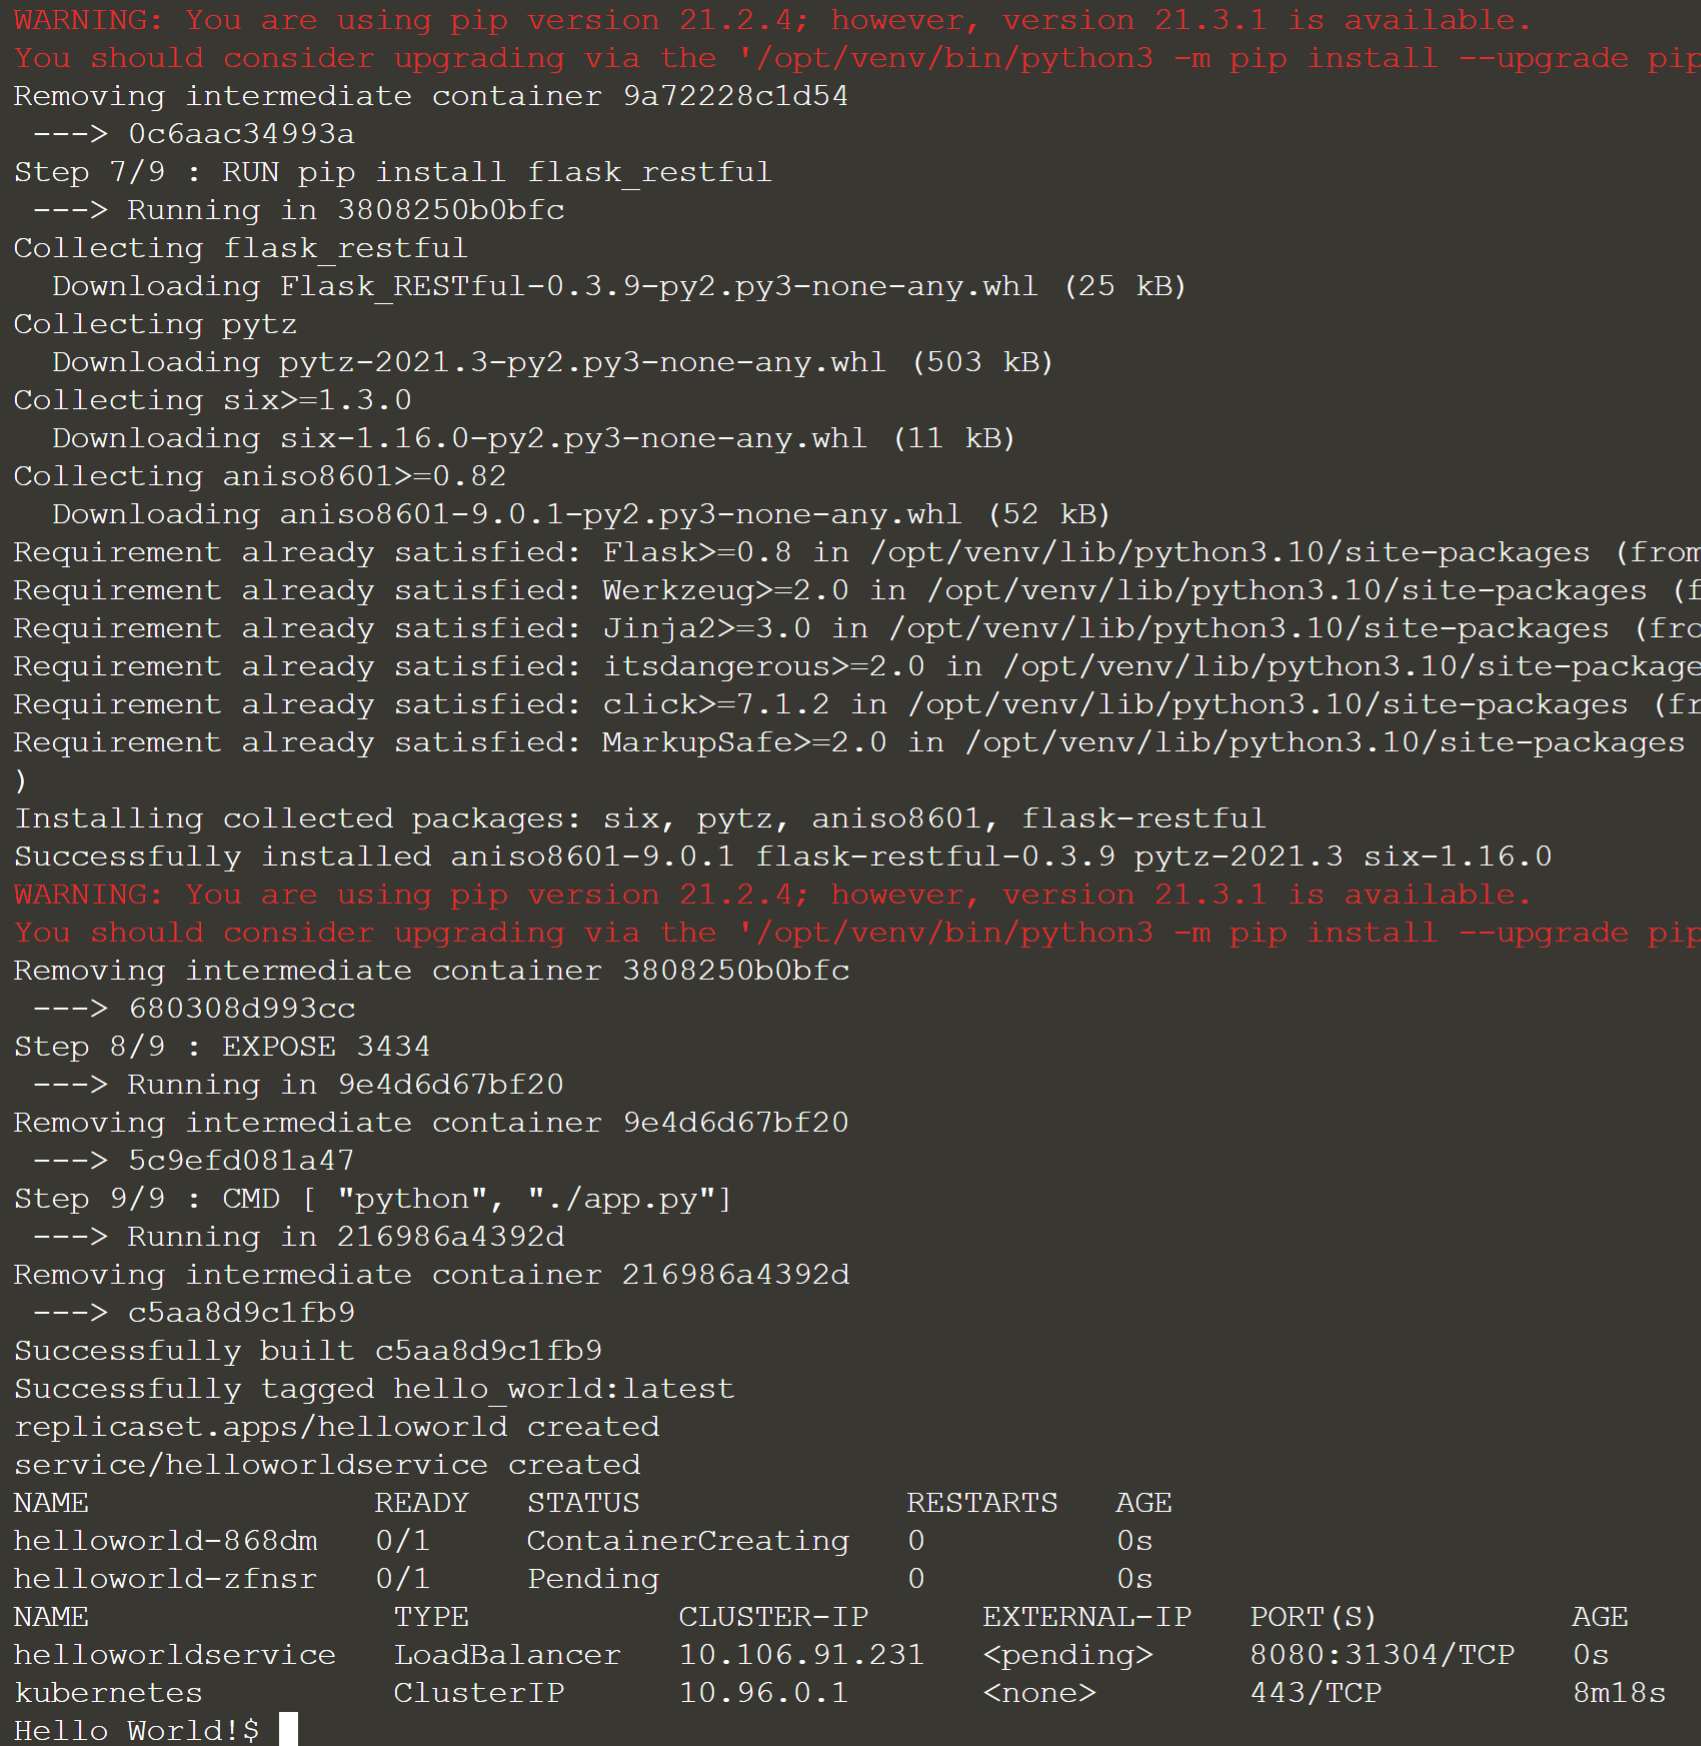 WARNING: You are using pip version 21.2.4; however, version 21.3.1 is available.
You should consider upgrading via the '/opt/venv/bin/python3 -m pip install --upgrade pip
Removing intermediate container 9a72228c1d54
 ---> 0c6aac34993a
Step 7/9 : RUN pip install flask_restful
 ---> Running in 3808250b0bfc
Collecting flask_restful
  Downloading Flask_RESTful-0.3.9-py2.py3-none-any.whl (25 kB)
Collecting pytz
  Downloading pytz-2021.3-py2.py3-none-any.whl (503 kB)
Collecting six>=1.3.0
  Downloading six-1.16.0-py2.py3-none-any.whl (11 kB)
Collecting aniso8601>=0.82
  Downloading aniso8601-9.0.1-py2.py3-none-any.whl (52 kB)
Requirement already satisfied: Flask>=0.8 in /opt/venv/lib/python3.10/site-packages (from
Requirement already satisfied: Werkzeug>=2.0 in /opt/venv/lib/python3.10/site-packages (f
Requirement already satisfied: Jinja2>=3.0 in /opt/venv/lib/python3.10/site-packages (fro
Requirement already satisfied: itsdangerous>=2.0 in /opt/venv/lib/python3.10/site-package
Requirement already satisfied: click>=7.1.2 in /opt/venv/lib/python3.10/site-packages (fr
Requirement already satisfied: MarkupSafe>=2.0 in /opt/venv/lib/python3.10/site-packages
)
Installing collected packages: six, pytz, aniso8601, flask-restful
Successfully installed aniso8601-9.0.1 flask-restful-0.3.9 pytz-2021.3 six-1.16.0
WARNING: You are using pip version 21.2.4; however, version 21.3.1 is available.
You should consider upgrading via the '/opt/venv/bin/python3 -m pip install --upgrade pip
Removing intermediate container 3808250b0bfc
 ---> 680308d993cc
Step 8/9 : EXPOSE 3434
 ---> Running in 9e4d6d67bf20
Removing intermediate container 9e4d6d67bf20
 ---> 5c9efd081a47
Step 9/9 : CMD [ "python", "./app.py"]
 ---> Running in 216986a4392d
Removing intermediate container 216986a4392d
 ---> c5aa8d9c1fb9
Successfully built c5aa8d9c1fb9
Successfully tagged hello_world:latest
replicaset.apps/helloworld created
service/helloworldservice created
NAME               READY   STATUS              RESTARTS   AGE
helloworld-868dm   0/1     ContainerCreating   0          0s
helloworld-zfnsr   0/1     Pending             0          0s
NAME                TYPE           CLUSTER-IP      EXTERNAL-IP   PORT(S)          AGE
helloworldservice   LoadBalancer   10.106.91.231   <pending>     8080:31304/TCP   0s
kubernetes          ClusterIP      10.96.0.1       <none>        443/TCP          8m18s
Hello World!$